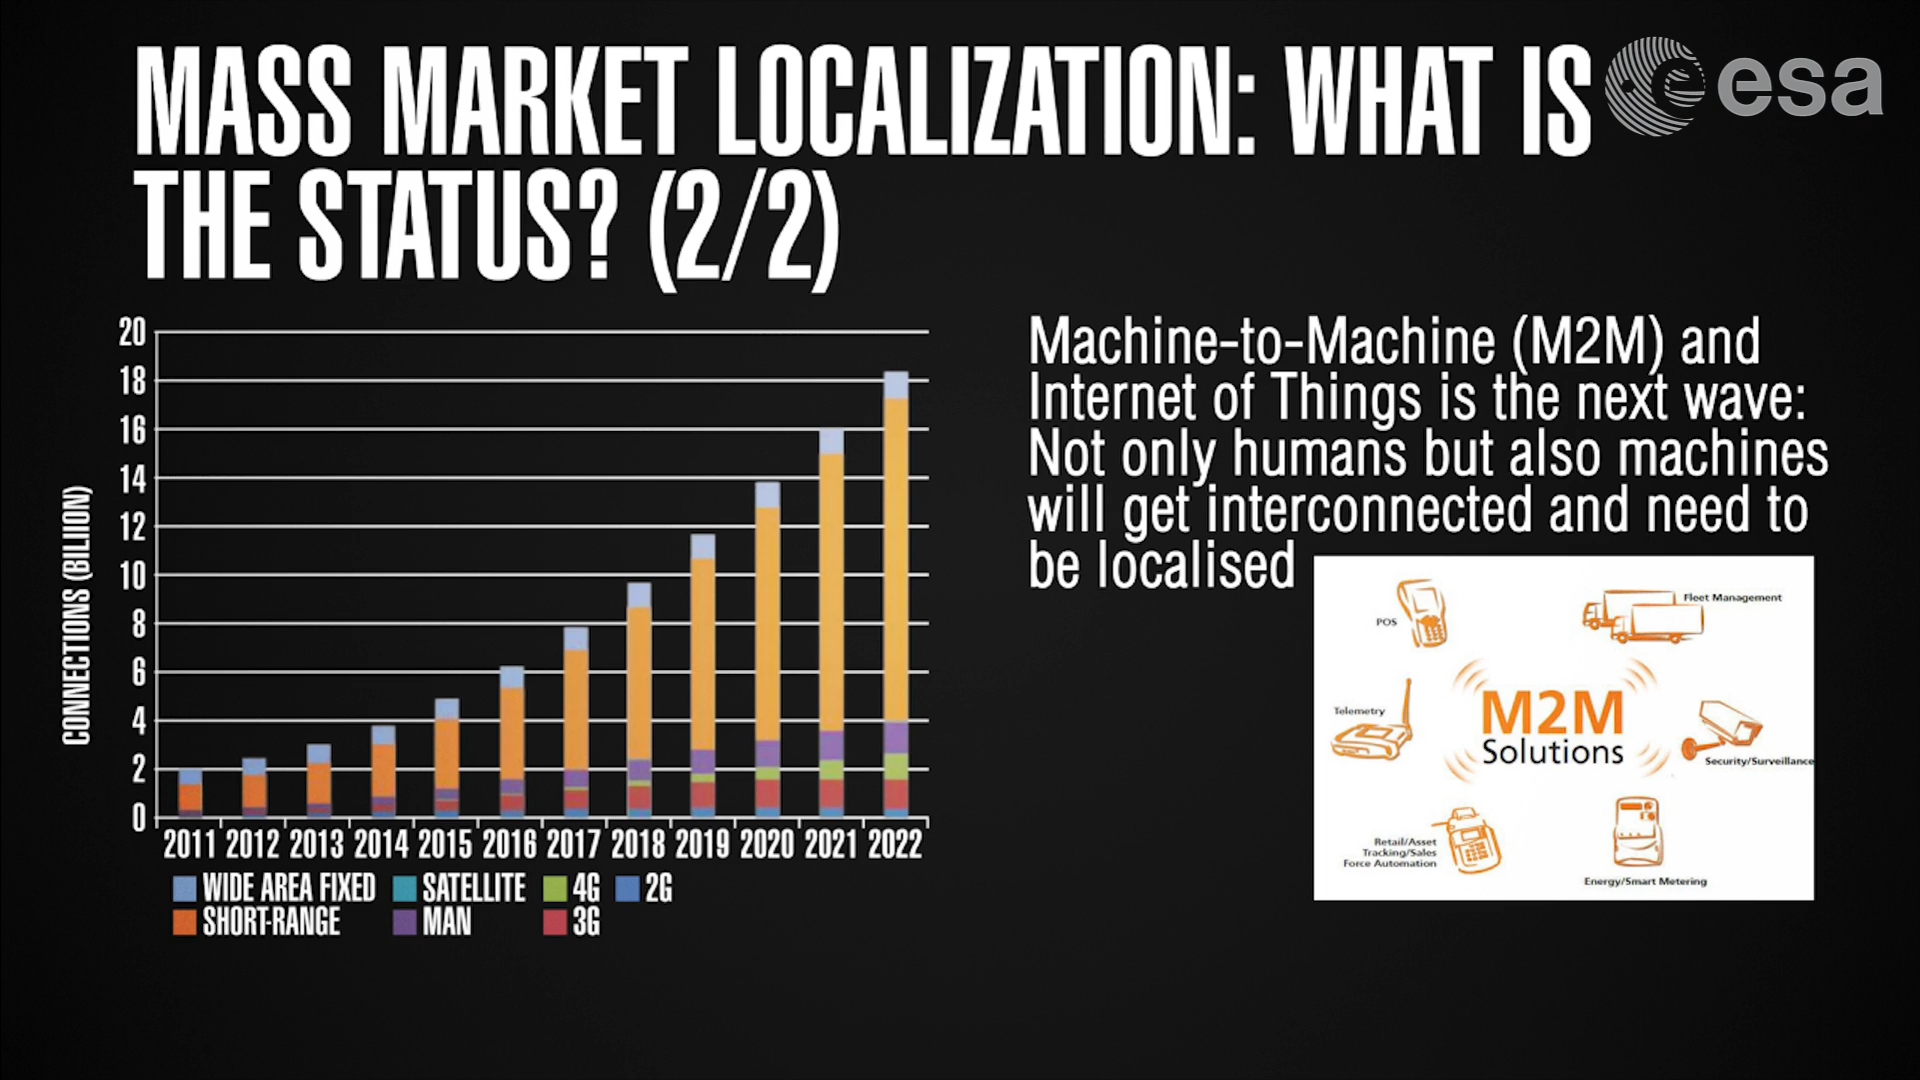 MASS MARKET LOCALIZATION: WHAT IS
THE STATUS? (2/2)
esa
20
18
16
14
12
10
8
6
4
2
0
CONNECTIONS (BILIION)
2011 2012 2013 2014 2015 2016 2017 2018 2019 2020 2021 2022
WIDE AREA FIXED SATELLITE 4G 2G
SHORT-RANGE MAN 3G
Machine-to-Machine (M2M) and
Internet of Things is the next wave:
Not only humans but also machines
will get interconnected and need to
be localised
POS
Fleet Management
Telemetry
M2M
Solutions
Security/Surveillance
Retail/Asset
Tracking/Sales
Force Automation
Energy/Smart Metering